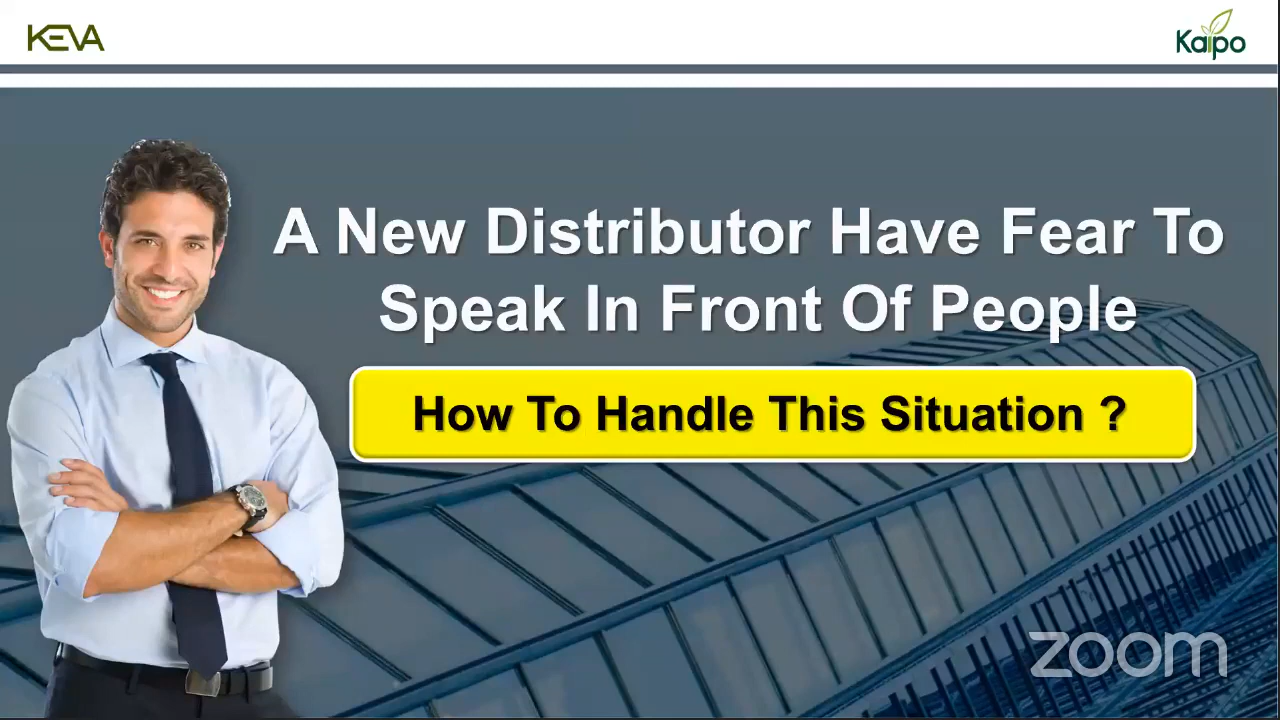 KEVA
Kaipo
A New Distributor Have Fear To
Speak In Front Of People
How To Handle This Situation ?
zoom